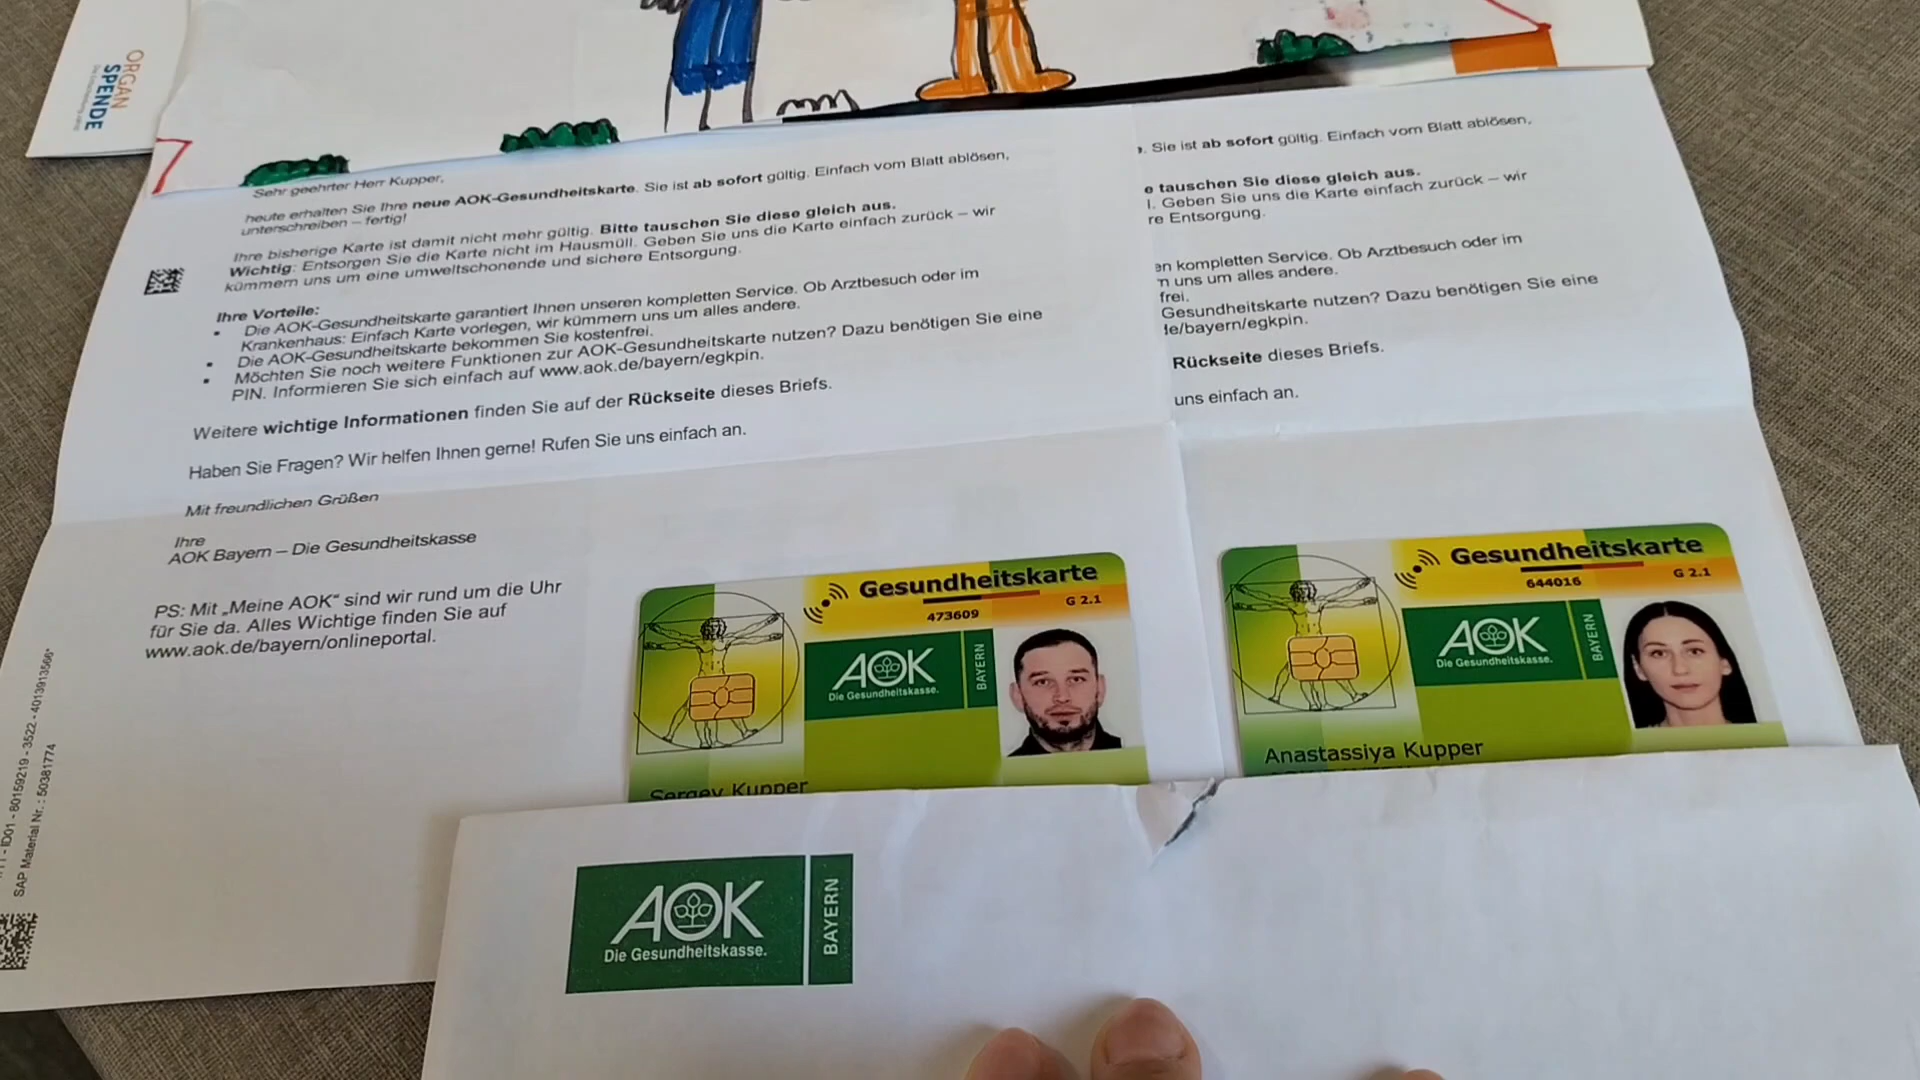 ORGAN
SPENDE
Sehr geehrter Herr Kupper,
heute erhalten Sie Ihre neue AOK-Gesundheitskarte. Sie ist ab sofort gültig. Einfach vom Blatt ablösen,
unterschreiben – fertig!
Ihre bisherige Karte ist damit nicht mehr gültig. Bitte tauschen Sie diese gleich aus.
Wichtig: Entsorgen Sie die Karte nicht im Hausmüll. Geben Sie uns die Karte einfach zurück – wir
kümmern uns um eine umweltschonende und sichere Entsorgung.
Ihre Vorteile:
• Die AOK-Gesundheitskarte garantiert Ihnen unseren kompletten Service. Ob Arztbesuch oder im
Krankenhaus: Einfach Karte vorlegen, wir kümmern uns um alles andere.
• Die AOK-Gesundheitskarte bekommen Sie kostenfrei.
• Möchten Sie noch weitere Funktionen zur AOK-Gesundheitskarte nutzen? Dazu benötigen Sie eine
PIN. Informieren Sie sich einfach auf www.aok.de/bayern/egkpin.
Weitere wichtige Informationen finden Sie auf der Rückseite dieses Briefs.
Haben Sie Fragen? Wir helfen Ihnen gerne! Rufen Sie uns einfach an.
Mit freundlichen Grüßen
Ihre
AOK Bayern – Die Gesundheitskasse
PS: Mit „Meine AOK“ sind wir rund um die Uhr
für Sie da. Alles Wichtige finden Sie auf
www.aok.de/bayern/onlineportal.
ID01 - 80159219 - 3522 - 4013913566*
SAP Material Nr.: 50381774
. Sie ist ab sofort gültig. Einfach vom Blatt ablösen,
e tauschen Sie diese gleich aus.
l. Geben Sie uns die Karte einfach zurück – wir
re Entsorgung.
en kompletten Service. Ob Arztbesuch oder im
n uns um alles andere.
frei.
Gesundheitskarte nutzen? Dazu benötigen Sie eine
de/bayern/egkpin.
Rückseite dieses Briefs.
uns einfach an.
Gesundheitskarte
473609
G 2.1
AOK
Die Gesundheitskasse.
BAYERN
Sergey Kupper
Gesundheitskarte
644016
G 2.1
AOK
Die Gesundheitskasse.
BAYERN
Anastassiya Kupper
AOK
Die Gesundheitskasse.
BAYERN